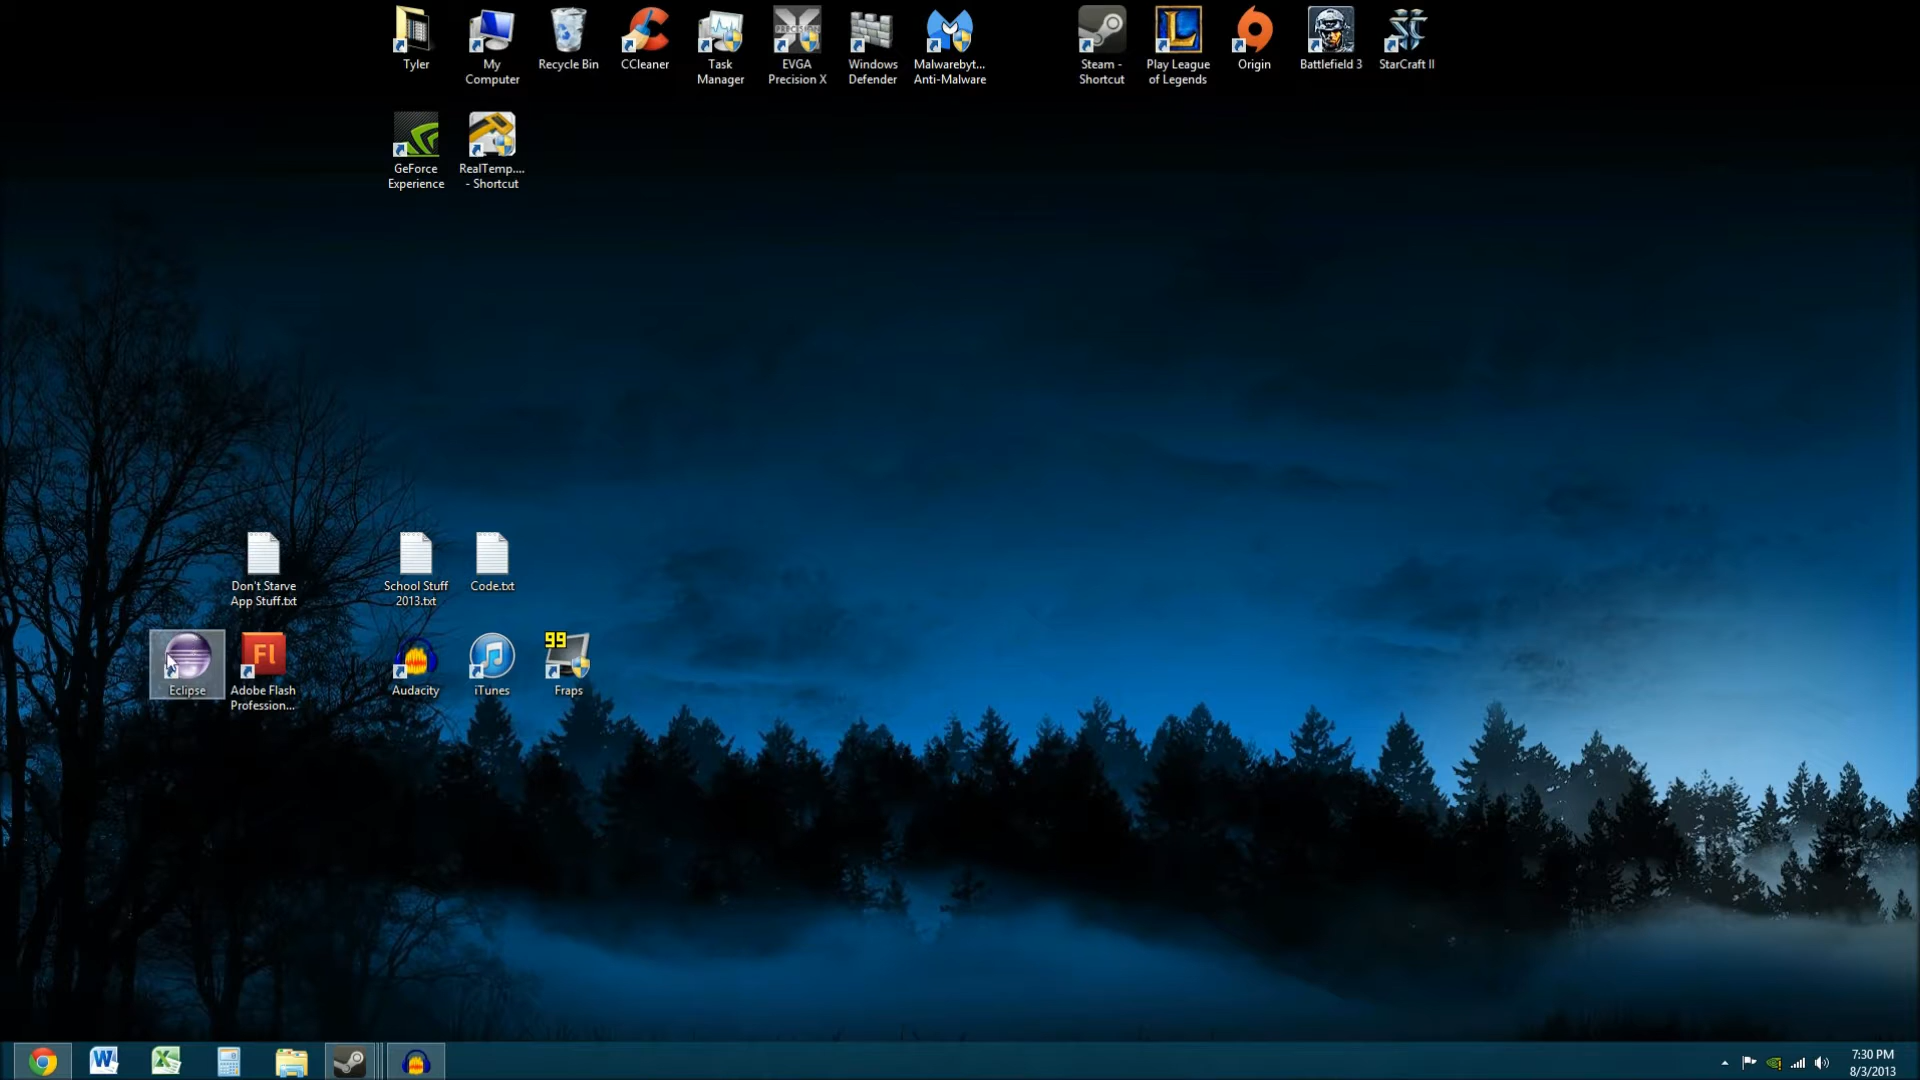 Tyler
My
Computer
Recycle Bin
CCleaner
Task
Manager
PRECISION
EVGA
Precision X
Windows
Defender
Malwarebyt...
Anti-Malware
Steam -
Shortcut
L
Play League
of Legends
Origin
Battlefield 3
StarCraft II
GeForce
Experience
RealTemp....
- Shortcut
Don't Starve
App Stuff.txt
School Stuff
2013.txt
Code.txt
Eclipse
Fl
Adobe Flash
Profession...
Audacity
iTunes
99
Fraps
W
X
7:30 PM
8/3/2013